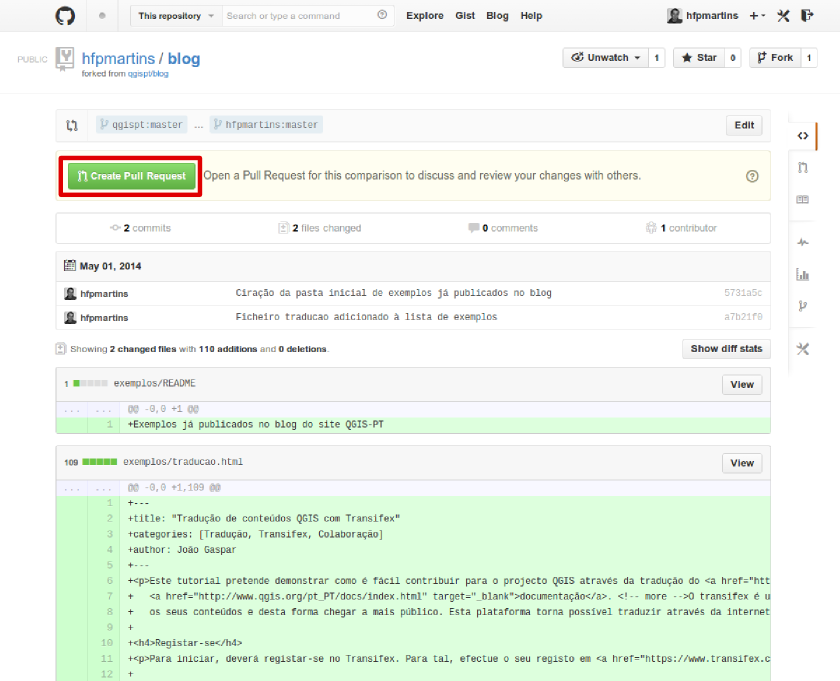 This repository Search or type a command Explore Gist Blog Help hfpmartins
PUBLIC hfpmartins / blog Unwatch 1 Star 0 Fork 1
forked from qgispt/blog
qgispt:master ... hfpmartins:master Edit
Create Pull Request Open a Pull Request for this comparison to discuss and review your changes with others.
2 commits 2 files changed 0 comments 1 contributor
May 01, 2014
hfpmartins Ciração da pasta inicial de exemplos já publicados no blog 5731a5c
hfpmartins Ficheiro traducao adicionado à lista de exemplos a7b21f0
Showing 2 changed files with 110 additions and 0 deletions. Show diff stats
1 exemplos/README View
... ... @@ -0,0 +1 @@
1 +Exemplos já publicados no blog do site QGIS-PT
109 exemplos/traducao.html View
... ... @@ -0,0 +1,109 @@
1 +---
2 +title: "Tradução de conteúdos QGIS com Transifex"
3 +categories: [Tradução, Transifex, Colaboração]
4 +author: João Gaspar
5 +---
6 +<p>Este tutorial pretende demonstrar como é fácil contribuir para o projecto QGIS através da tradução do <a href="htt
7 + <a href="http://www.qgis.org/pt_PT/docs/index.html" target="_blank">documentação</a>. <!-- more -->O transifex é u
8 + os seus conteúdos e desta forma chegar a mais público. Esta plataforma torna possível traduzir através da internet
9 +
10 +<h4>Registar-se</h4>
11 +<p>Para iniciar, deverá registar-se no Transifex. Para tal, efectue o seu registo em <a href="https://www.transifex.c
12 +